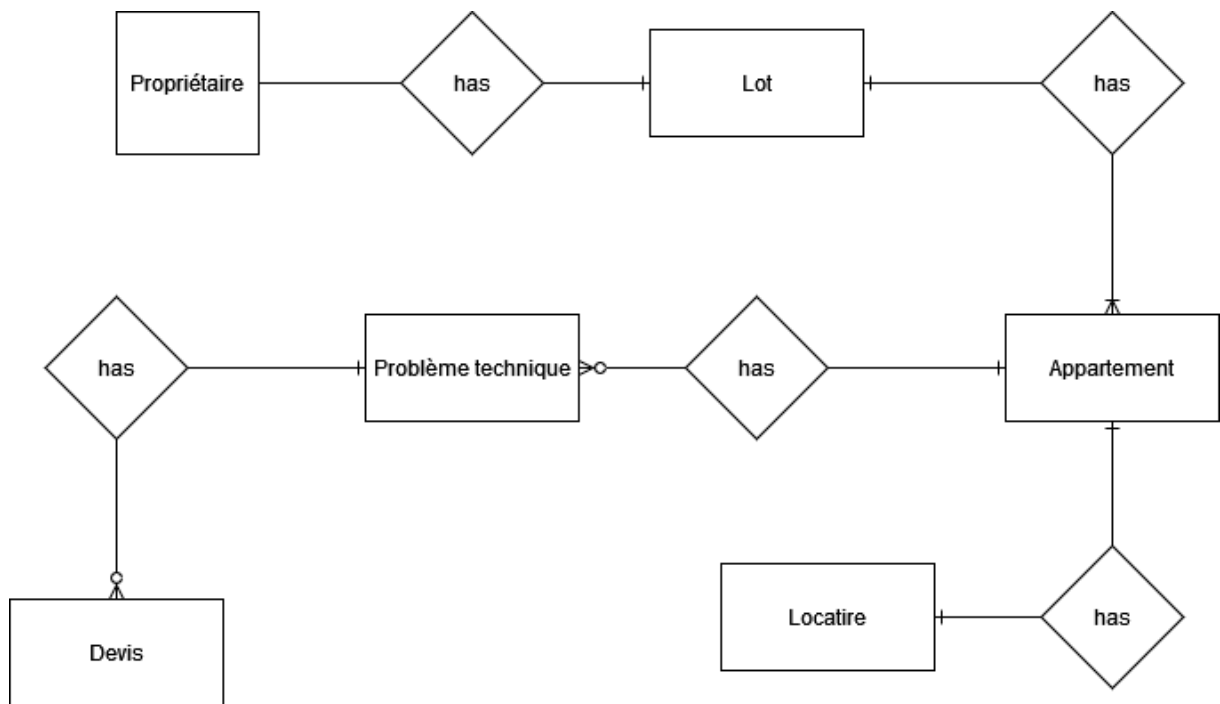 Propriétaire
has
Lot
has
has
Problème technique
has
Appartement
Locatire
has
Devis